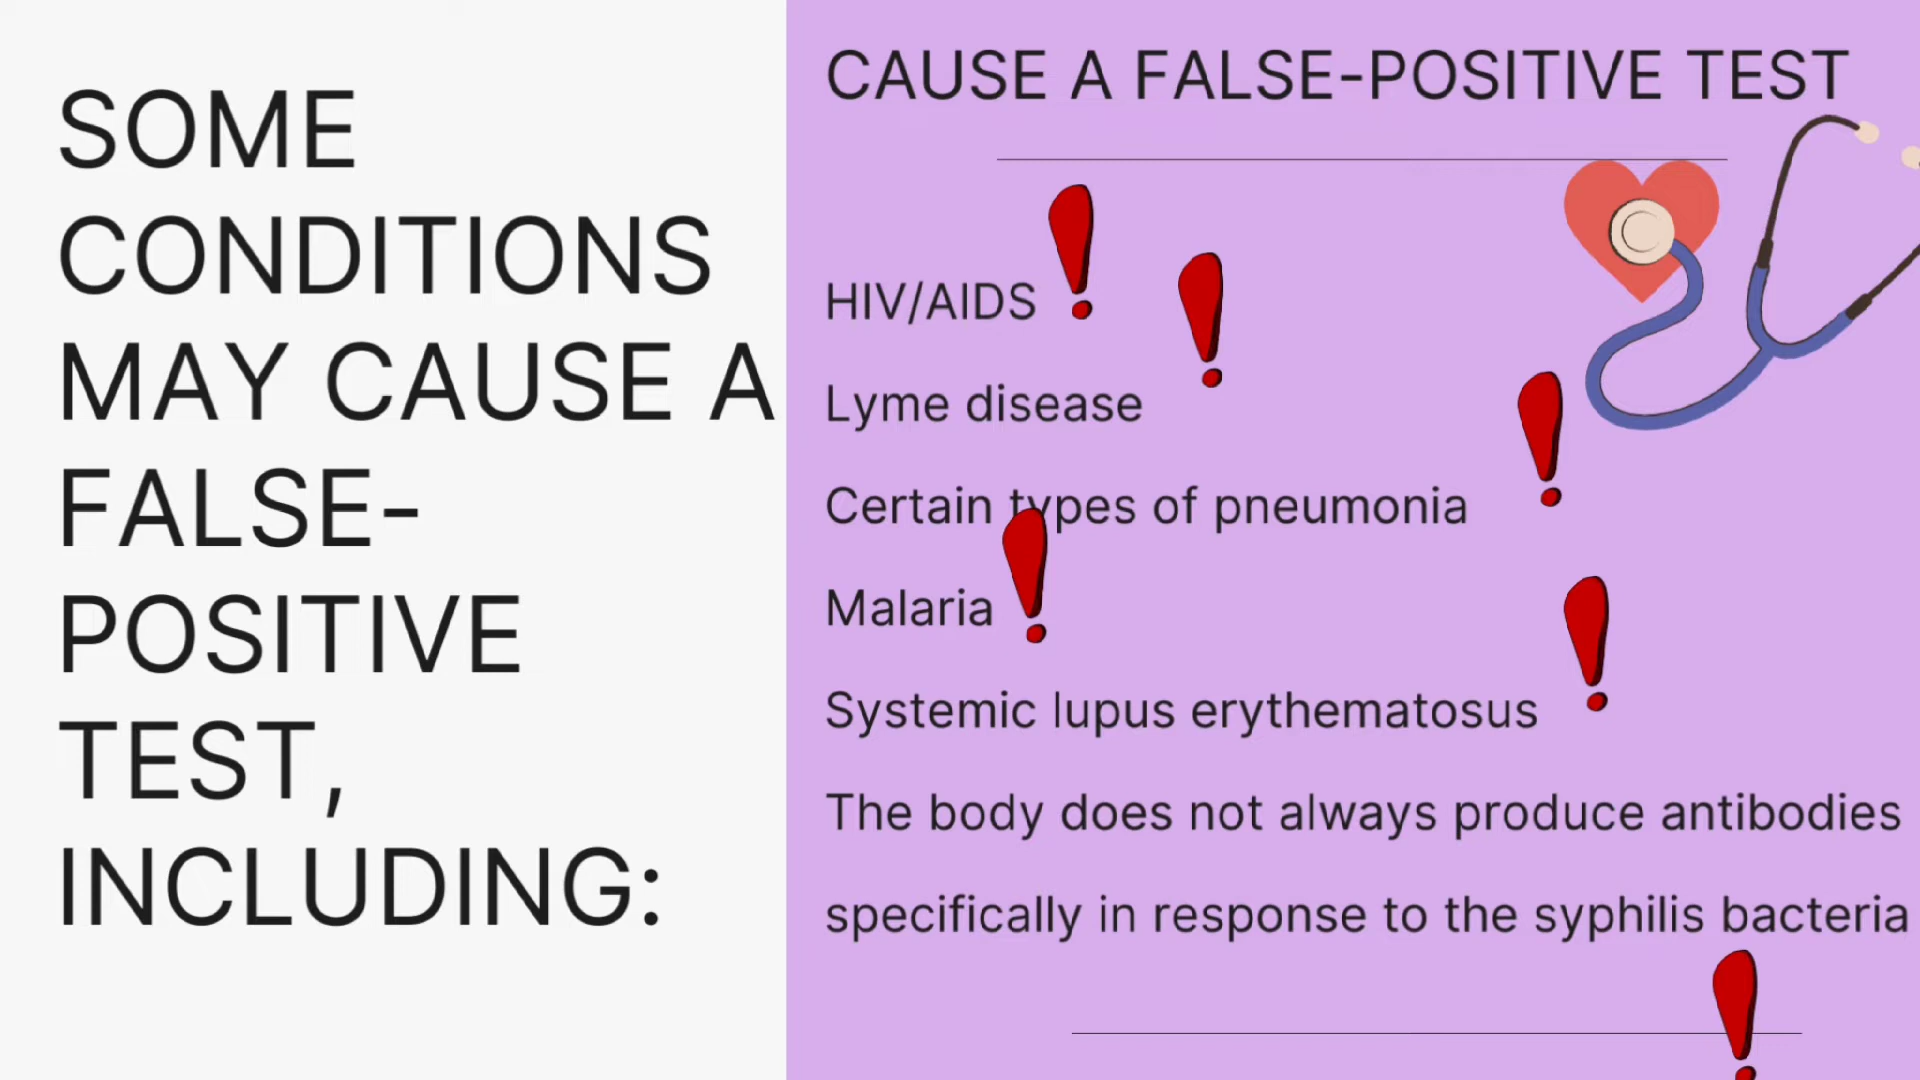 SOME
CONDITIONS
MAY CAUSE A
FALSE-
POSITIVE
TEST,
INCLUDING:
CAUSE A FALSE-POSITIVE TEST
HIV/AIDS
Lyme disease
Certain types of pneumonia
Malaria
Systemic lupus erythematosus
The body does not always produce antibodies
specifically in response to the syphilis bacteria